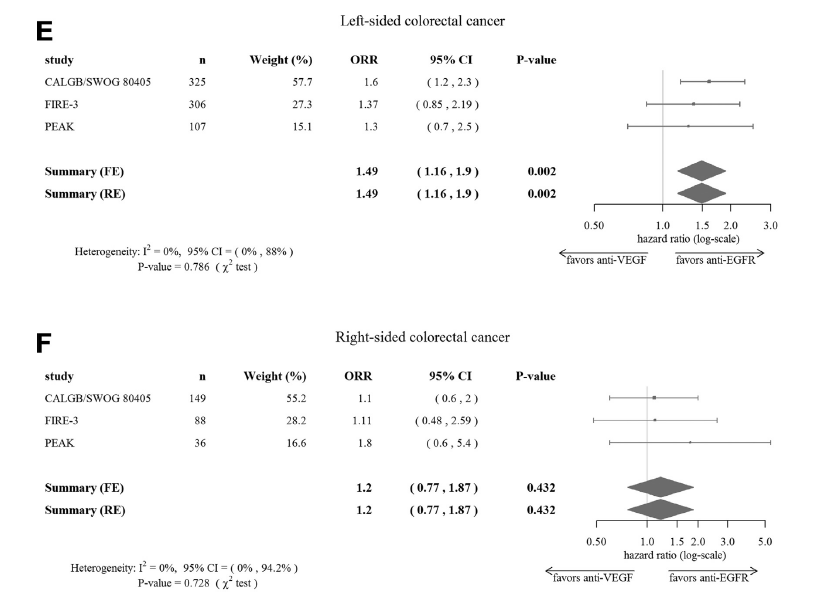 E
Left-sided colorectal cancer
study n Weight (%) ORR 95% CI P-value
CALGB/SWOG 80405 325 57.7 1.6 ( 1.2 , 2.3 )
FIRE-3 306 27.3 1.37 ( 0.85 , 2.19 )
PEAK 107 15.1 1.3 ( 0.7 , 2.5 )
Summary (FE) 1.49 ( 1.16 , 1.9 ) 0.002
Summary (RE) 1.49 ( 1.16 , 1.9 ) 0.002
0.50 1.0 1.5 2.0 3.0
hazard ratio (log-scale)
favors anti-VEGF favors anti-EGFR
Heterogeneity: I² = 0%, 95% CI = ( 0% , 88% )
P-value = 0.786 ( χ² test )
F
Right-sided colorectal cancer
study n Weight (%) ORR 95% CI P-value
CALGB/SWOG 80405 149 55.2 1.1 ( 0.6 , 2 )
FIRE-3 88 28.2 1.11 ( 0.48 , 2.59 )
PEAK 36 16.6 1.8 ( 0.6 , 5.4 )
Summary (FE) 1.2 ( 0.77 , 1.87 ) 0.432
Summary (RE) 1.2 ( 0.77 , 1.87 ) 0.432
0.50 1.0 1.5 2.0 3.0 5.0
hazard ratio (log-scale)
favors anti-VEGF favors anti-EGFR
Heterogeneity: I² = 0%, 95% CI = ( 0% , 94.2% )
P-value = 0.728 ( χ² test )